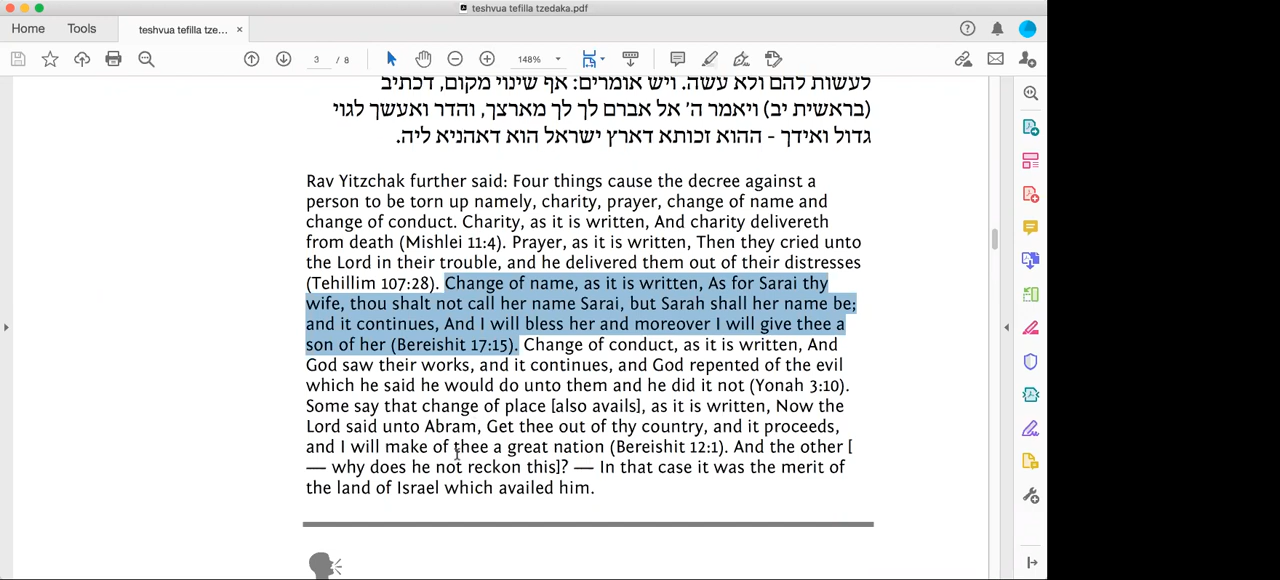 teshvua tefilla tzedaka.pdf
Home
Tools
teshvua tefilla tze...
×
3 / 8
148%
לעשות להם ולא עשה. ויש אומרים: אף שינוי מקום, דכתיב
(בראשית יב) ויאמר ה' אל אברם לך לך מארצך, והדר ואעשך לגוי
גדול ואידך - ההוא זכותא דארץ ישראל הוא דאהניא ליה.
Rav Yitzchak further said: Four things cause the decree against a
person to be torn up namely, charity, prayer, change of name and
change of conduct. Charity, as it is written, And charity delivereth
from death (Mishlei 11:4). Prayer, as it is written, Then they cried unto
the Lord in their trouble, and he delivered them out of their distresses
(Tehillim 107:28). Change of name, as it is written, As for Sarai thy
wife, thou shalt not call her name Sarai, but Sarah shall her name be;
and it continues, And I will bless her and moreover I will give thee a
son of her (Bereishit 17:15). Change of conduct, as it is written, And
God saw their works, and it continues, and God repented of the evil
which he said he would do unto them and he did it not (Yonah 3:10).
Some say that change of place [also avails], as it is written, Now the
Lord said unto Abram, Get thee out of thy country, and it proceeds,
and I will make of thee a great nation (Bereishit 12:1). And the other [
— why does he not reckon this]? — In that case it was the merit of
the land of Israel which availed him.